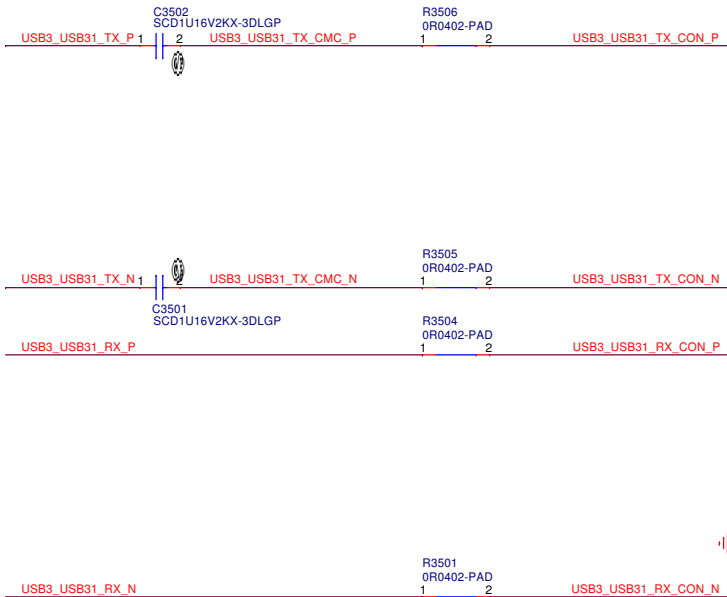 C3502
SCD1U16V2KX-3DLGP
R3506
0R0402-PAD
USB3_USB31_TX_P 1 2 USB3_USB31_TX_CMC_P 1 2 USB3_USB31_TX_CON_P
R3505
0R0402-PAD
USB3_USB31_TX_N 1 2 USB3_USB31_TX_CMC_N 1 2 USB3_USB31_TX_CON_N
C3501
SCD1U16V2KX-3DLGP
R3504
0R0402-PAD
USB3_USB31_RX_P 1 2 USB3_USB31_RX_CON_P
R3501
0R0402-PAD
USB3_USB31_RX_N 1 2 USB3_USB31_RX_CON_N